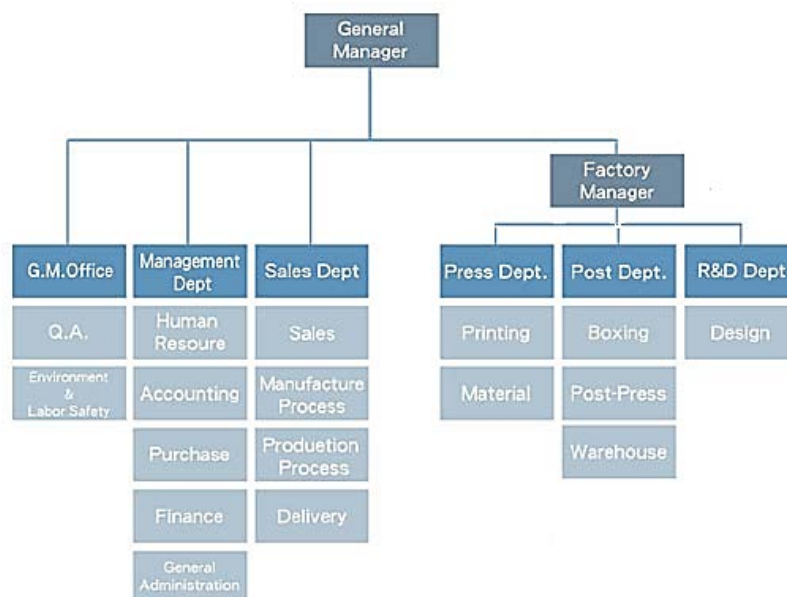 General
Manager
Factory
Manager
G.M.Office
Management
Dept
Sales Dept
Press Dept.
Post Dept.
R&D Dept
Q.A.
Human
Resoure
Sales
Printing
Boxing
Design
Environment
&
Labor Safety
Accounting
Manufacture
Process
Material
Post-Press
Purchase
Produetion
Process
Warehouse
Finance
Delivery
General
Administration